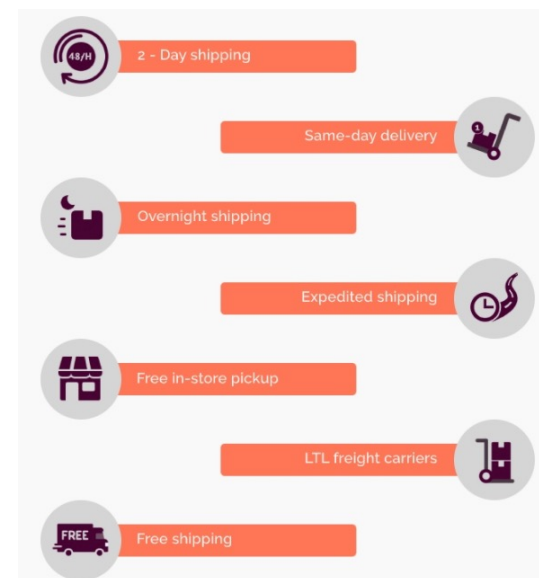 48/H
2 - Day shipping
Same-day delivery
1
Overnight shipping
Expedited shipping
Free in-store pickup
LTL freight carriers
FREE
Free shipping